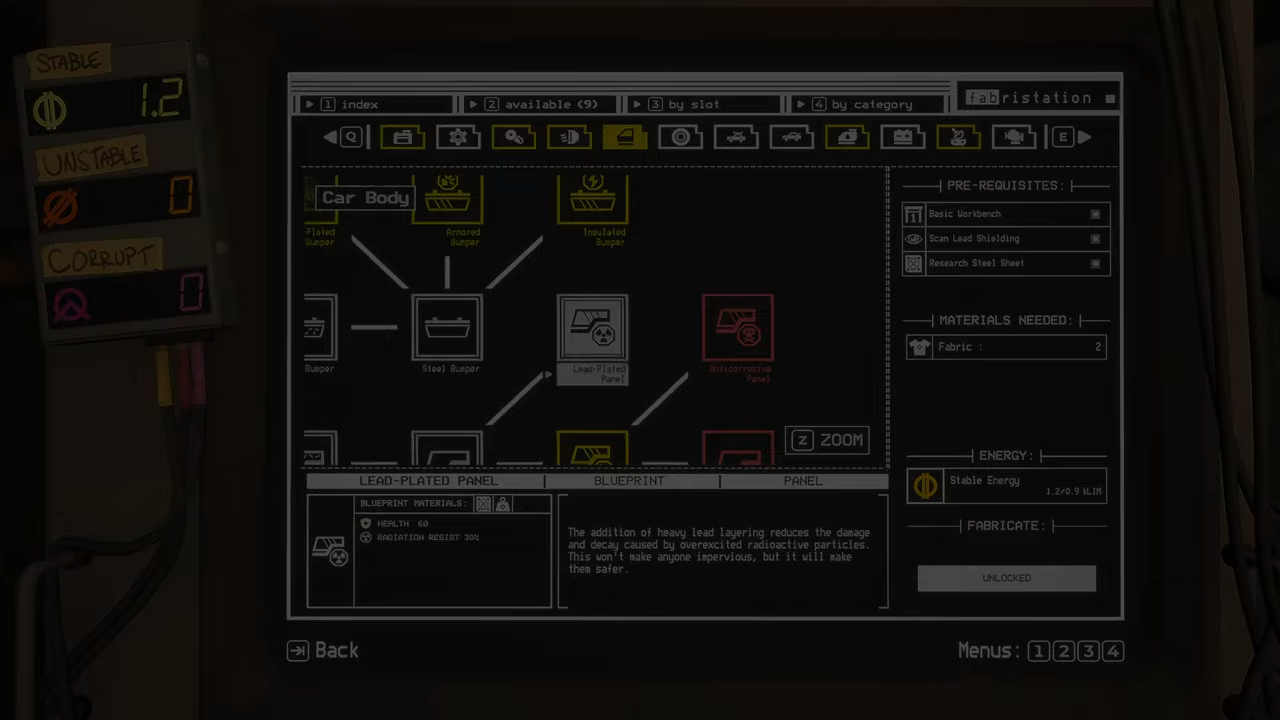 STABLE
1.2
UNSTABLE
0
CORRUPT
0
1 index
2 available (9)
3 by slot
4 by category
fabristation
Q
E
Car Body
-Plated
Bumper
Armored
Bumper
Insulated
Bumper
Bumper
Steel Bumper
Lead-Plated
Panel
Anticorrosive
Panel
Z ZOOM
LEAD-PLATED PANEL
BLUEPRINT
PANEL
BLUEPRINT MATERIALS:
HEALTH 60
RADIATION RESIST 30%
The addition of heavy lead layering reduces the damage
and decay caused by overexcited radioactive particles.
This won't make anyone impervious, but it will make
them safer.
PRE-REQUISITES:
1 Basic Workbench
Scan Lead Shielding
Research Steel Sheet
MATERIALS NEEDED:
Fabric : 2
ENERGY:
Stable Energy
1.2/0.9 kLIM
FABRICATE:
UNLOCKED
Back
Menus: 1 2 3 4